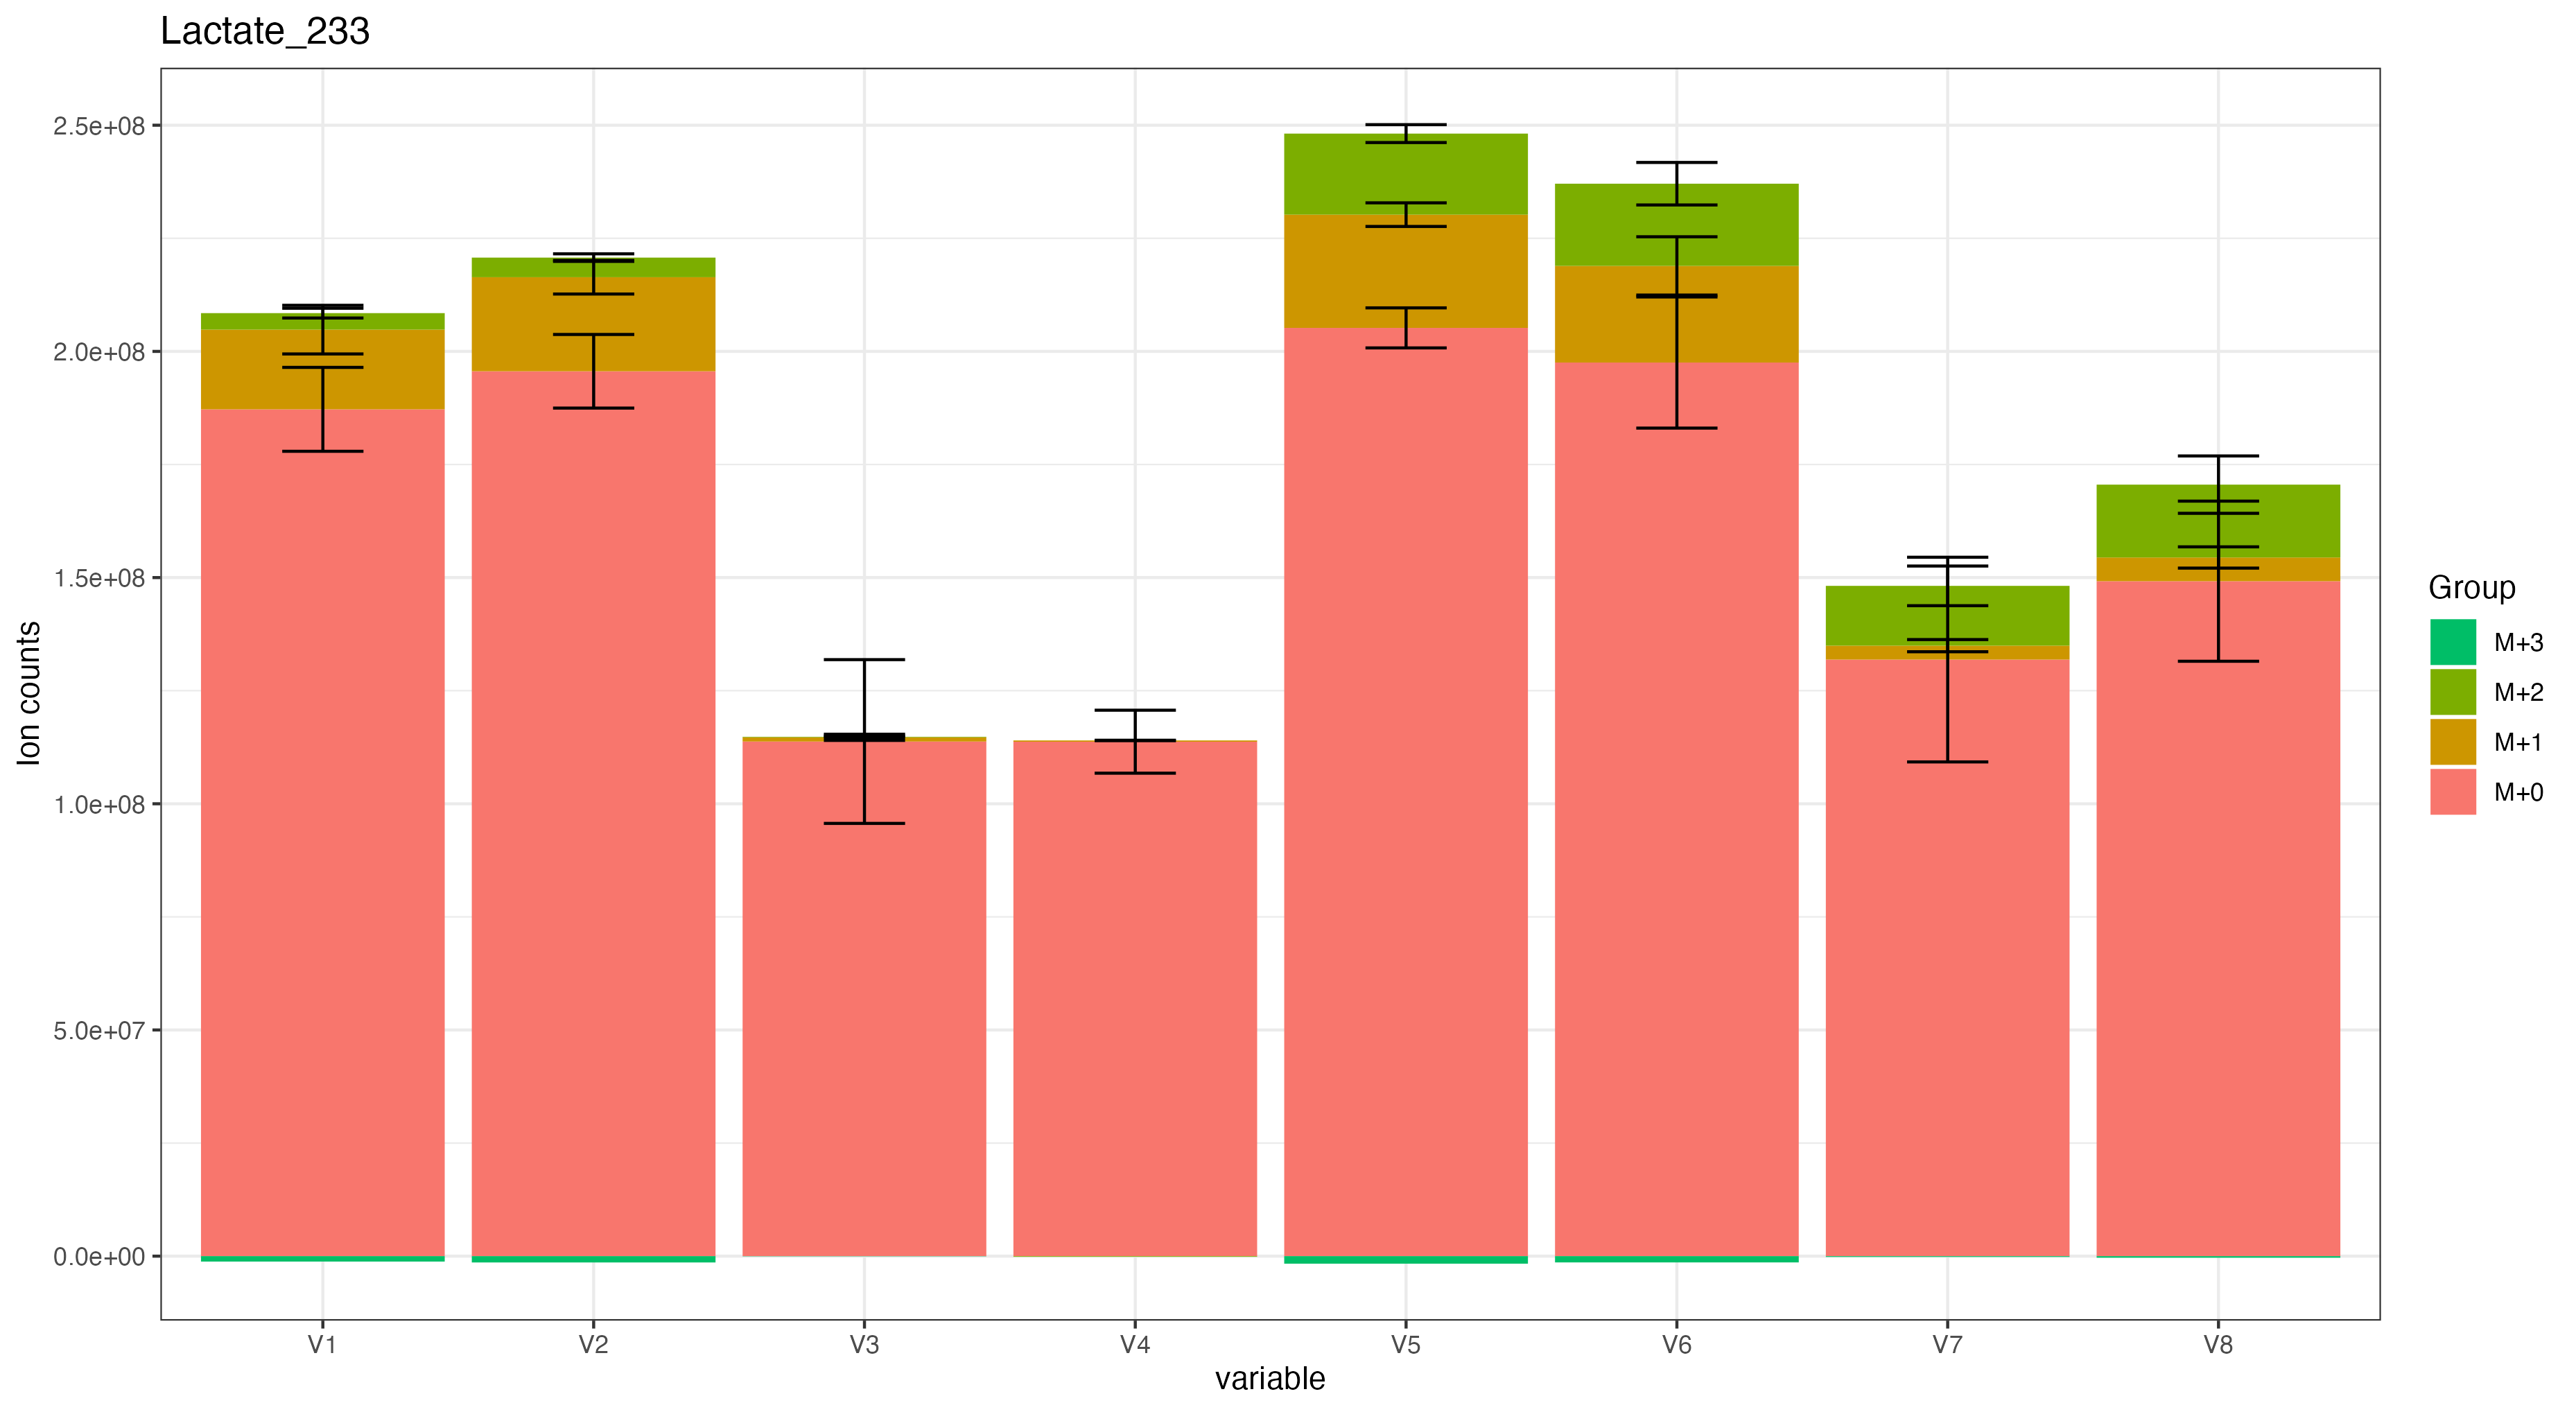 Lactate_233
2.5e+08
2.0e+08
1.5e+08
1.0e+08
5.0e+07
0.0e+00
Ion counts
V1 V2 V3 V4 V5 V6 V7 V8
variable
Group
M+3
M+2
M+1
M+0